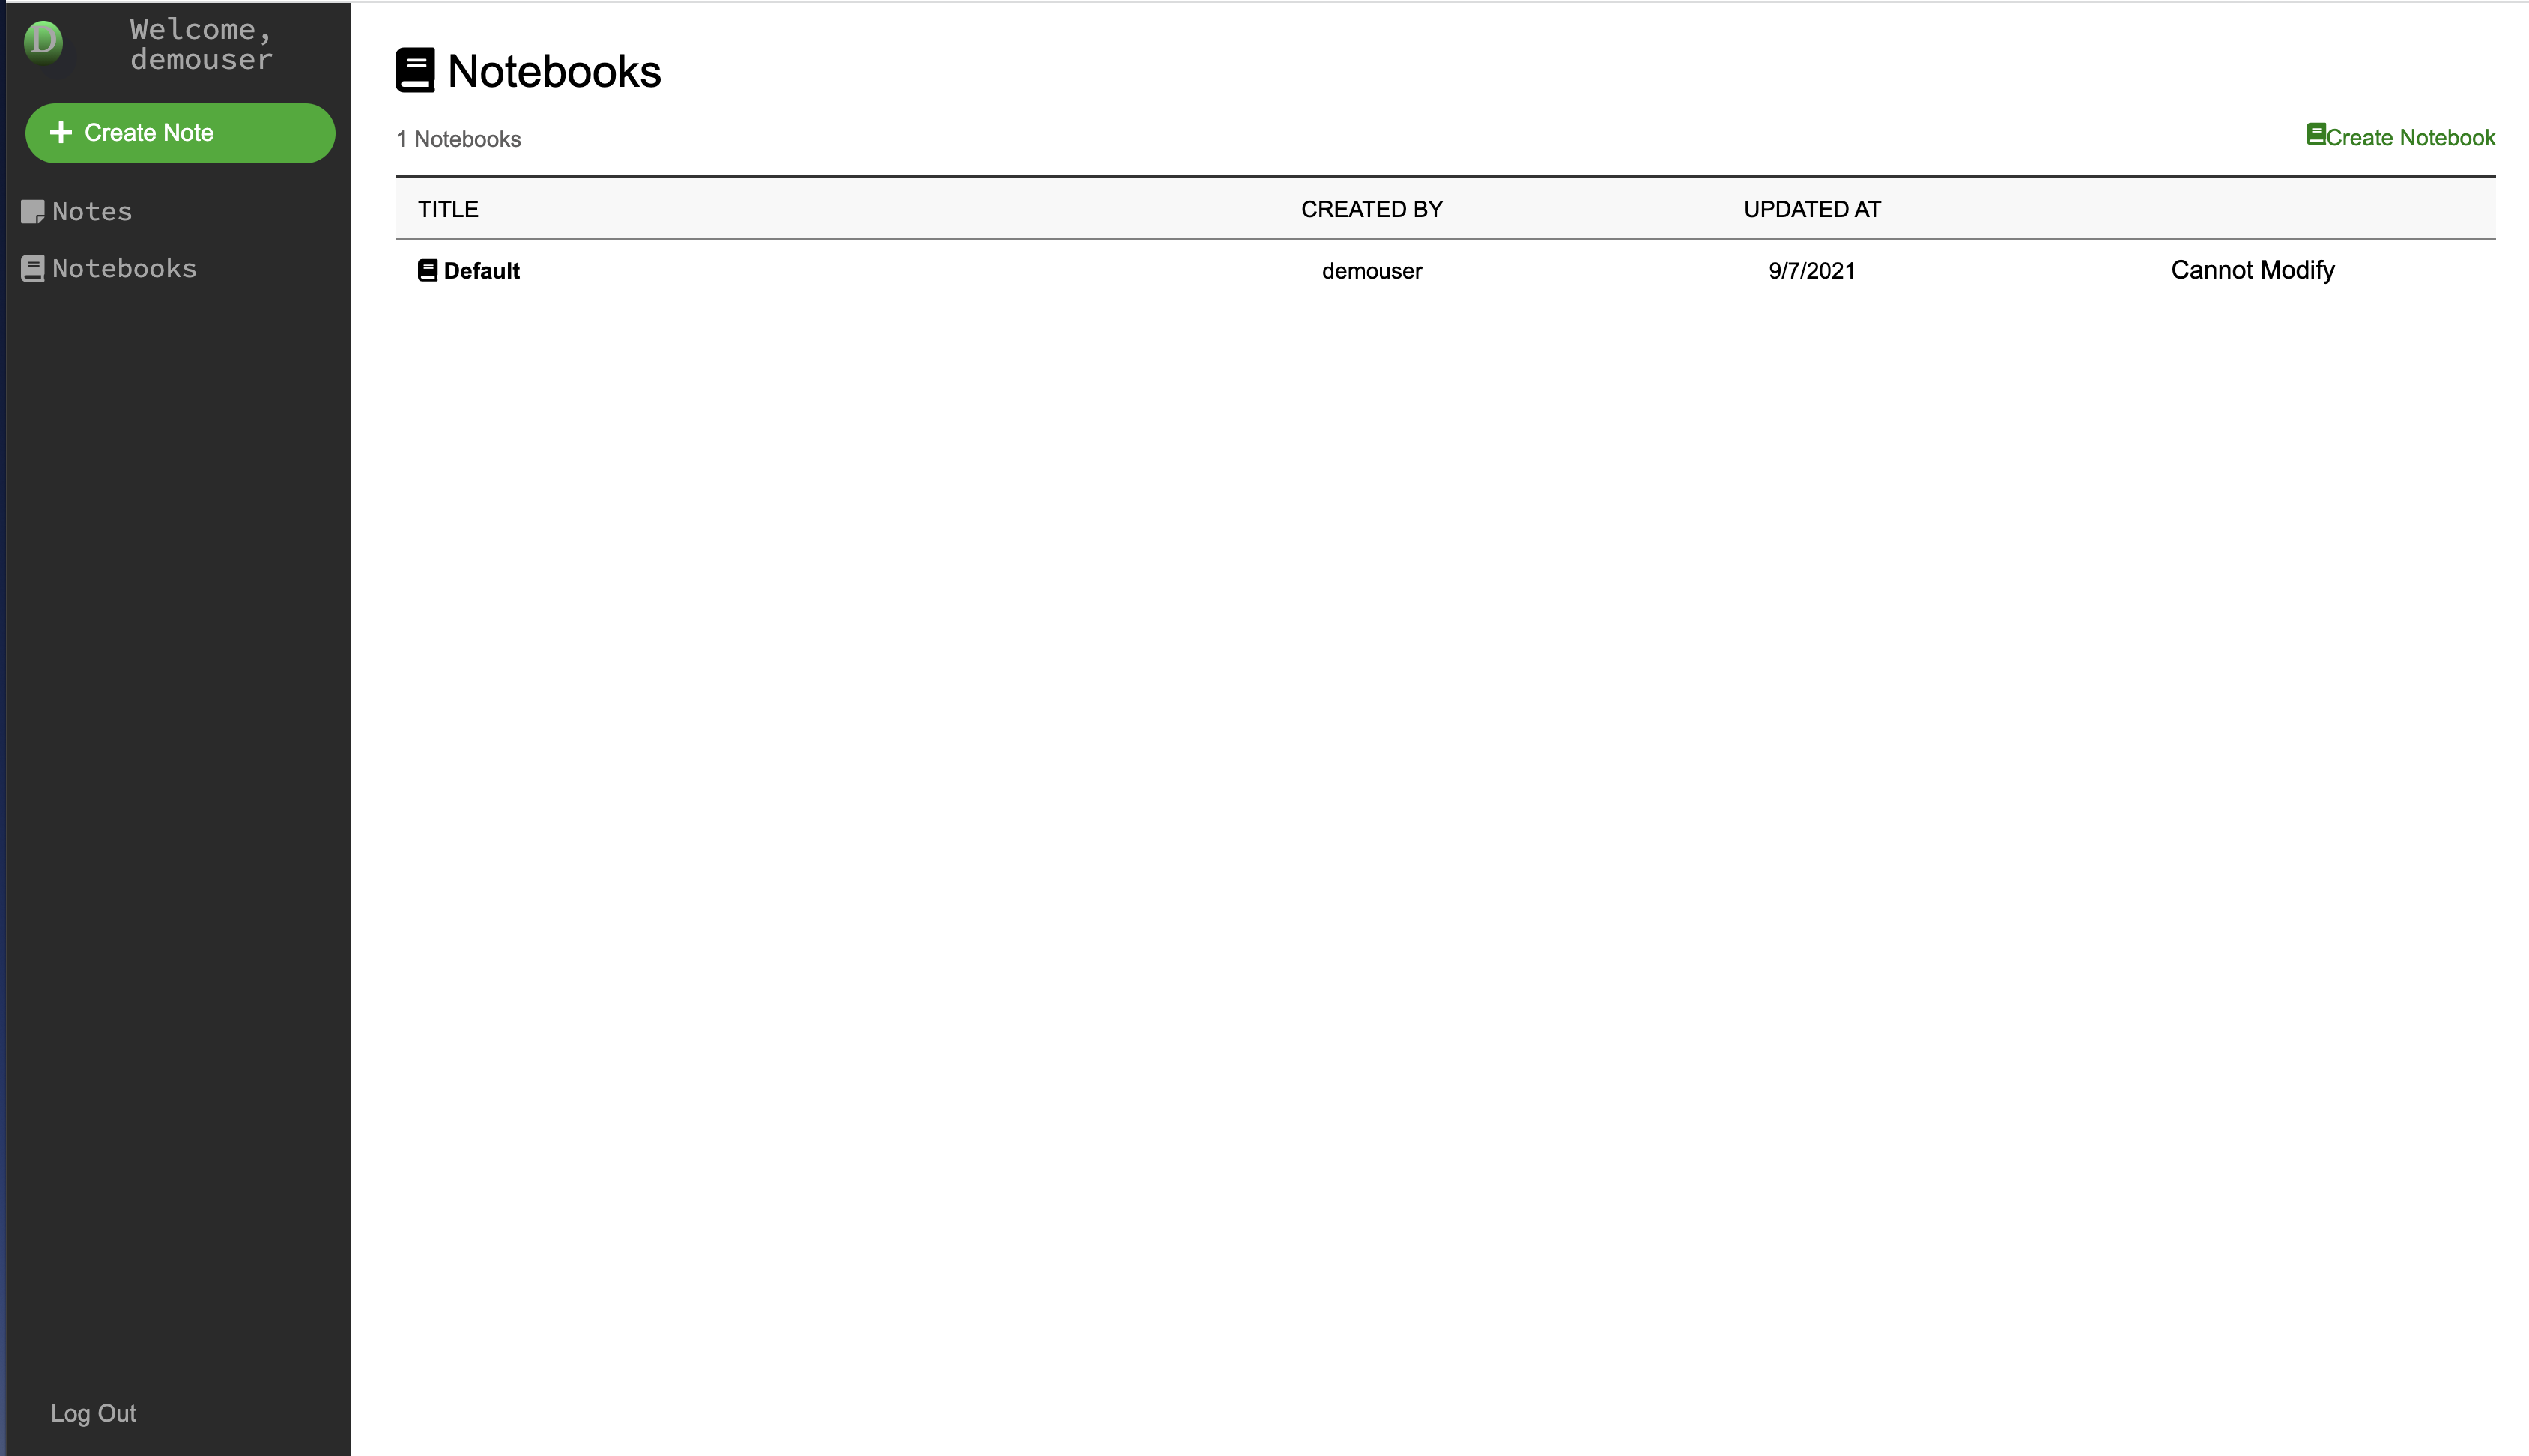 D
Welcome,
demouser
Create Note
Notes
Notebooks
Log Out
Notebooks
1 Notebooks
Create Notebook
TITLE CREATED BY UPDATED AT
Default demouser 9/7/2021 Cannot Modify